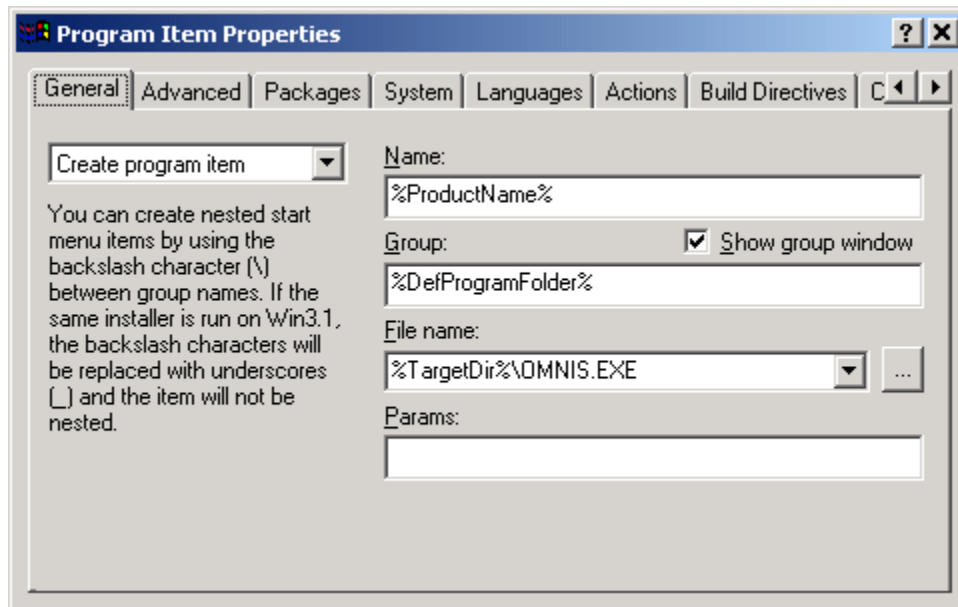 Program Item Properties
General Advanced Packages System Languages Actions Build Directives
Create program item
You can create nested start
menu items by using the
backslash character (\)
between group names. If the
same installer is run on Win3.1,
the backslash characters will
be replaced with underscores
(_) and the item will not be
nested.
Name:
%ProductName%
Group: Show group window
%DefProgramFolder%
File name:
%TargetDir%\OMNIS.EXE ...
Params: